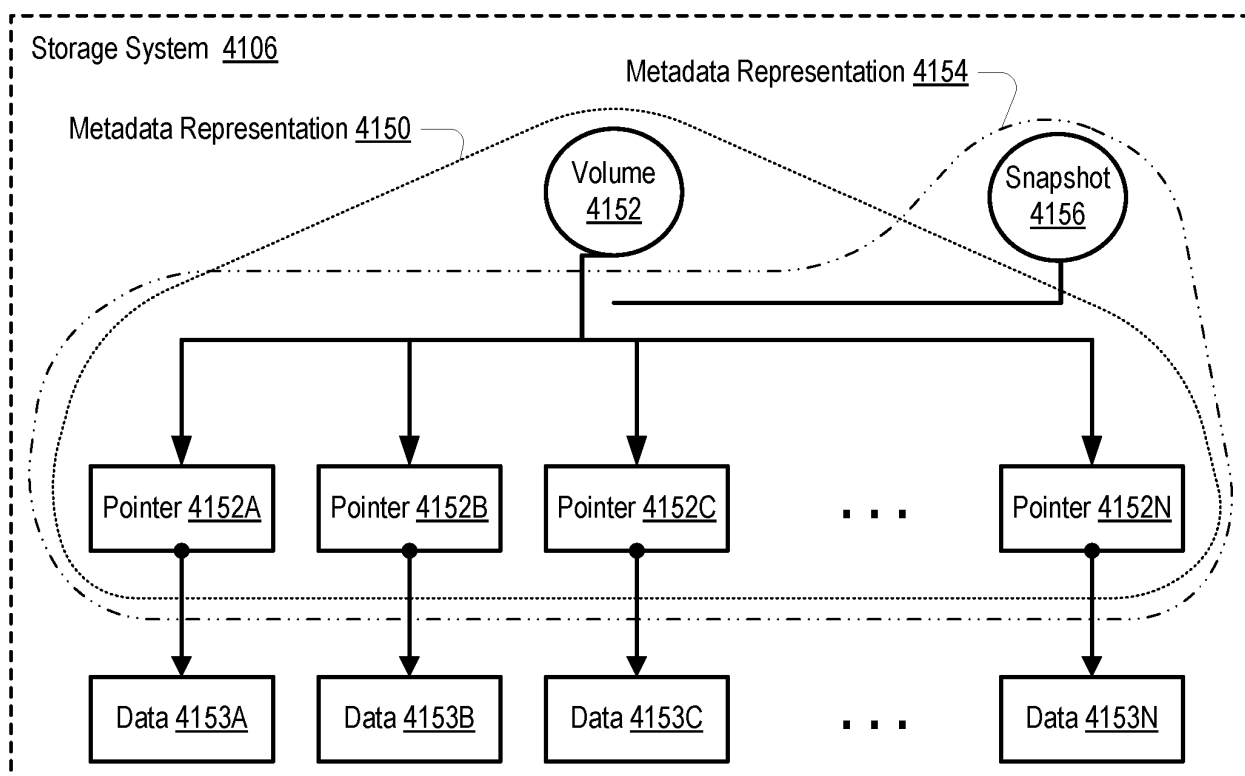 Storage System 4106
Metadata Representation 4154
Metadata Representation 4150
Volume
4152
Snapshot
4156
Pointer 4152A
Pointer 4152B
Pointer 4152C
. . .
Pointer 4152N
Data 4153A
Data 4153B
Data 4153C
. . .
Data 4153N